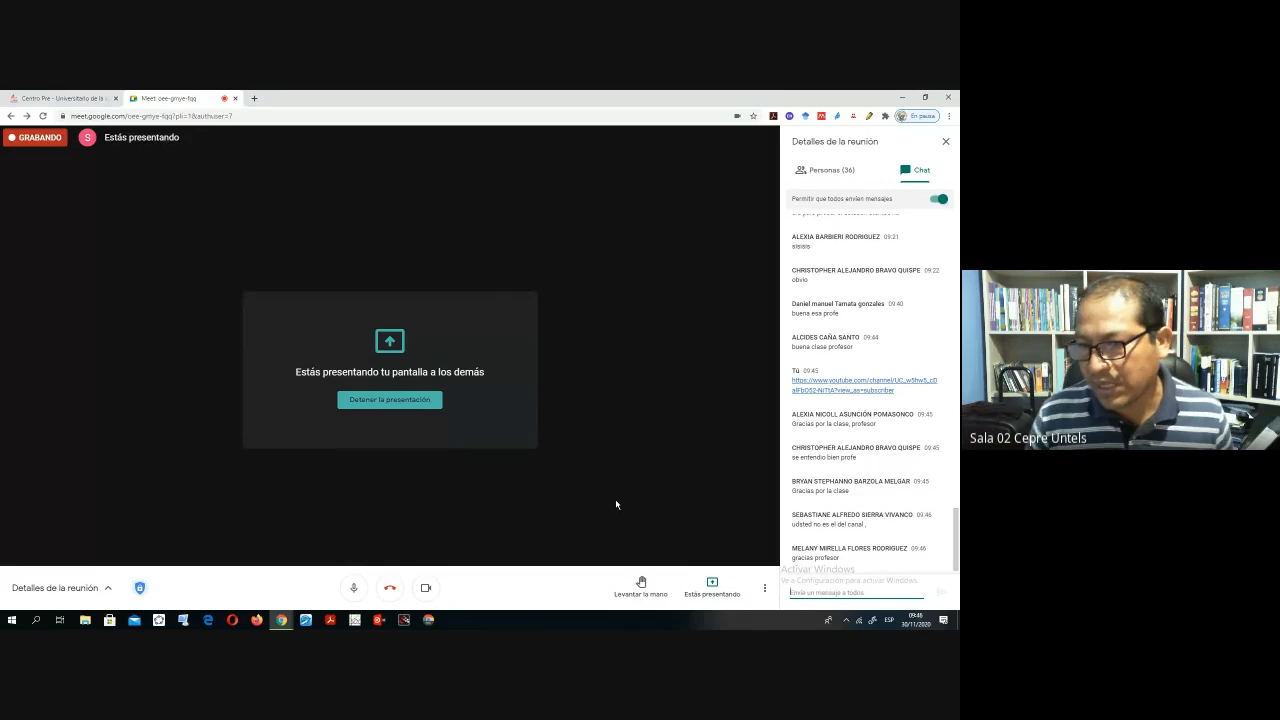 Centro Pre - Universitario de la
Meet: oee-gmye-fqq
meet.google.com/oee-gmye-fqq?pli=1&authuser=7
En pausa
GRABANDO
S
Estás presentando
Detalles de la reunión
Personas (36)
Chat
Permitir que todos envíen mensajes
ALEXIA BARBIERI RODRIGUEZ 09:21
sisisis
CHRISTOPHER ALEJANDRO BRAVO QUISPE 09:22
obvio
Daniel manuel Tamata gonzales 09:40
buena esa profe
ALCIDES CAÑA SANTO 09:44
buena clase profesor
Tú 09:45
ALEXIA NICOLL ASUNCIÓN POMASONCO 09:45
Gracias por la clase, profesor
CHRISTOPHER ALEJANDRO BRAVO QUISPE 09:45
se entendio bien profe
BRYAN STEPHANNO BARZOLA MELGAR 09:45
Gracias por la clase
SEBASTIANE ALFREDO SIERRA VIVANCO 09:46
udsted no es el del canal ,
MELANY MIRELLA FLORES RODRIGUEZ 09:46
gracias profesor
Activar Windows
Ve a Configuración para activar Windows.
Envíe un mensaje a todos
Estás presentando tu pantalla a los demás
Detener la presentación
Detalles de la reunión
Levantar la mano
Estás presentando
ESP
09:46
30/11/2020
Sala 02 Cepre Untels